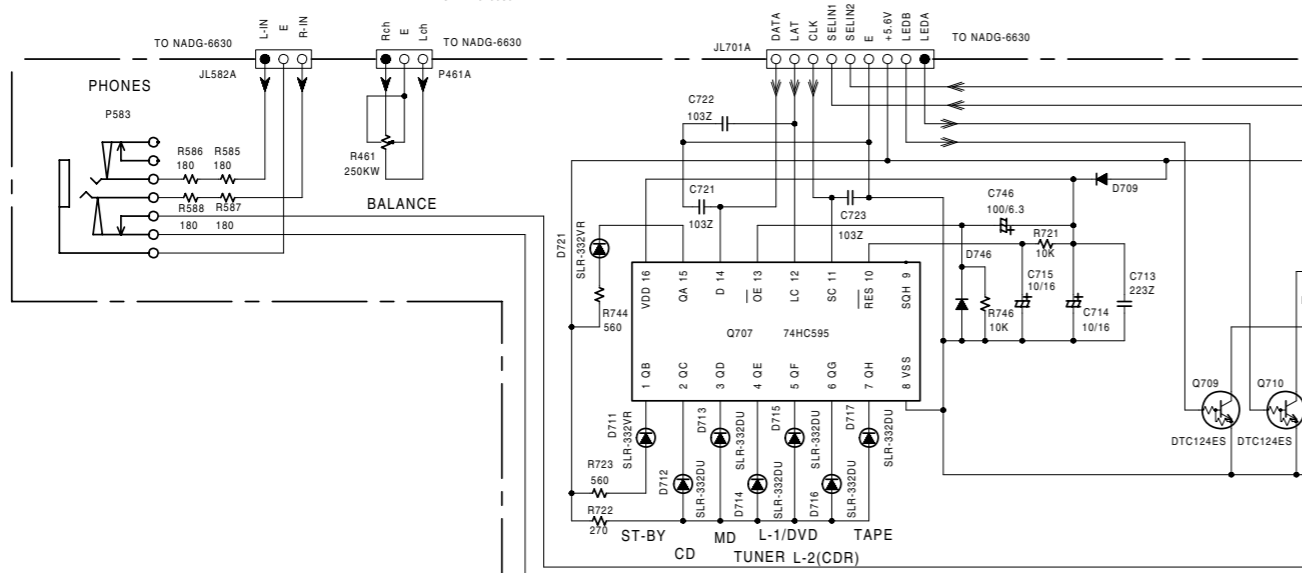 L-IN
E
R-IN
Rch
E
Lch
DATA
LAT
CLK
SELIN1
SELIN2
E
+5.6V
LEDB
LEDA
TO NADG-6630
TO NADG-6630
TO NADG-6630
JL582A
P461A
JL701A
PHONES
P583
R586
180
R585
180
R588
180
R587
180
R461
250KW
BALANCE
C722
103Z
C721
103Z
C723
103Z
D709
C746
100/6.3
R721
10K
D746
R746
10K
C715
10/16
C714
10/16
C713
223Z
D721
SLR-332VR
R744
560
VDD 16
QA 15
D 14
OE 13
LC 12
SC 11
RES 10
SQH 9
Q707 74HC595
1 QB
2 QC
3 QD
4 QE
5 QF
6 QG
7 QH
8 VSS
D711
SLR-332VR
D712
SLR-332DU
D713
SLR-332DU
D714
SLR-332DU
D715
SLR-332DU
D716
SLR-332DU
D717
SLR-332DU
R723
560
R722
270
Q709
DTC124ES
Q710
DTC124ES
ST-BY
CD
MD
TUNER
L-1/DVD
L-2(CDR)
TAPE